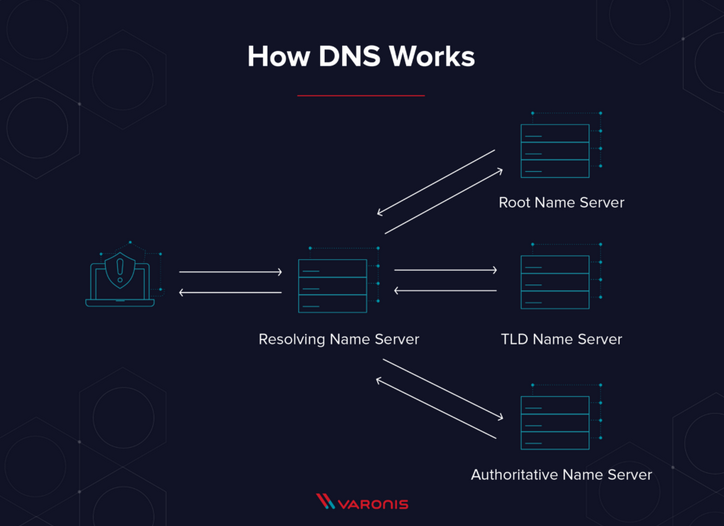 How DNS Works
Root Name Server
Resolving Name Server
TLD Name Server
Authoritative Name Server
VARONIS